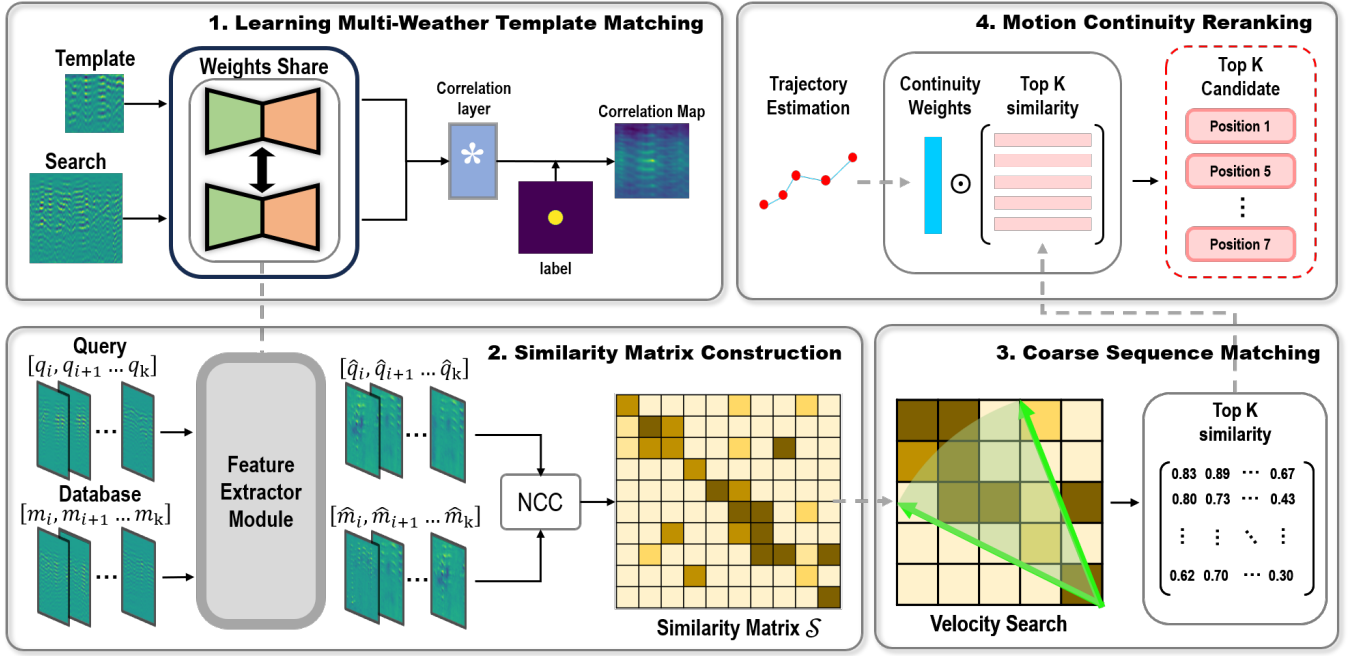 1. Learning Multi-Weather Template Matching
Template
Search
Weights Share
Correlation
layer
*
Correlation Map
label
4. Motion Continuity Reranking
Trajectory
Estimation
Continuity
Weights
Top K
similarity
Top K
Candidate
Position 1
Position 5
⋮
Position 7
2. Similarity Matrix Construction
Query
[q_i, q_{i+1} … q_k]
Database
[m_i, m_{i+1} … m_k]
Feature
Extractor
Module
[q̂_i, q̂_{i+1} … q̂_k]
[m̂_i, m̂_{i+1} … m̂_k]
NCC
Similarity Matrix 𝒮
3. Coarse Sequence Matching
Velocity Search
Top K
similarity
0.83 0.89 ⋯ 0.67
0.80 0.73 ⋯ 0.43
⋮ ⋮ ⋱ ⋮
0.62 0.70 ⋯ 0.30